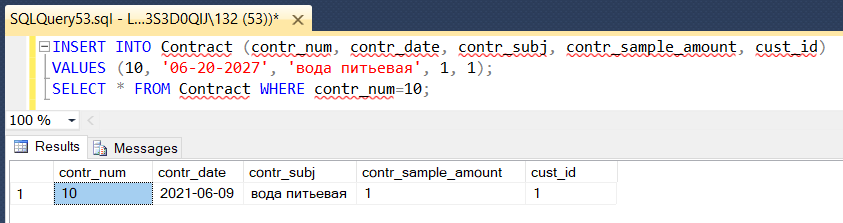 SQLQuery53.sql - L...3S3D0QIJ\132 (53))* ×
INSERT INTO Contract (contr_num, contr_date, contr_subj, contr_sample_amount, cust_id)
VALUES (10, '06-20-2027', 'вода питьевая', 1, 1);
SELECT * FROM Contract WHERE contr_num=10;
100 %
Results Messages
contr_num contr_date contr_subj contr_sample_amount cust_id
1 10 2021-06-09 вода питьевая 1 1